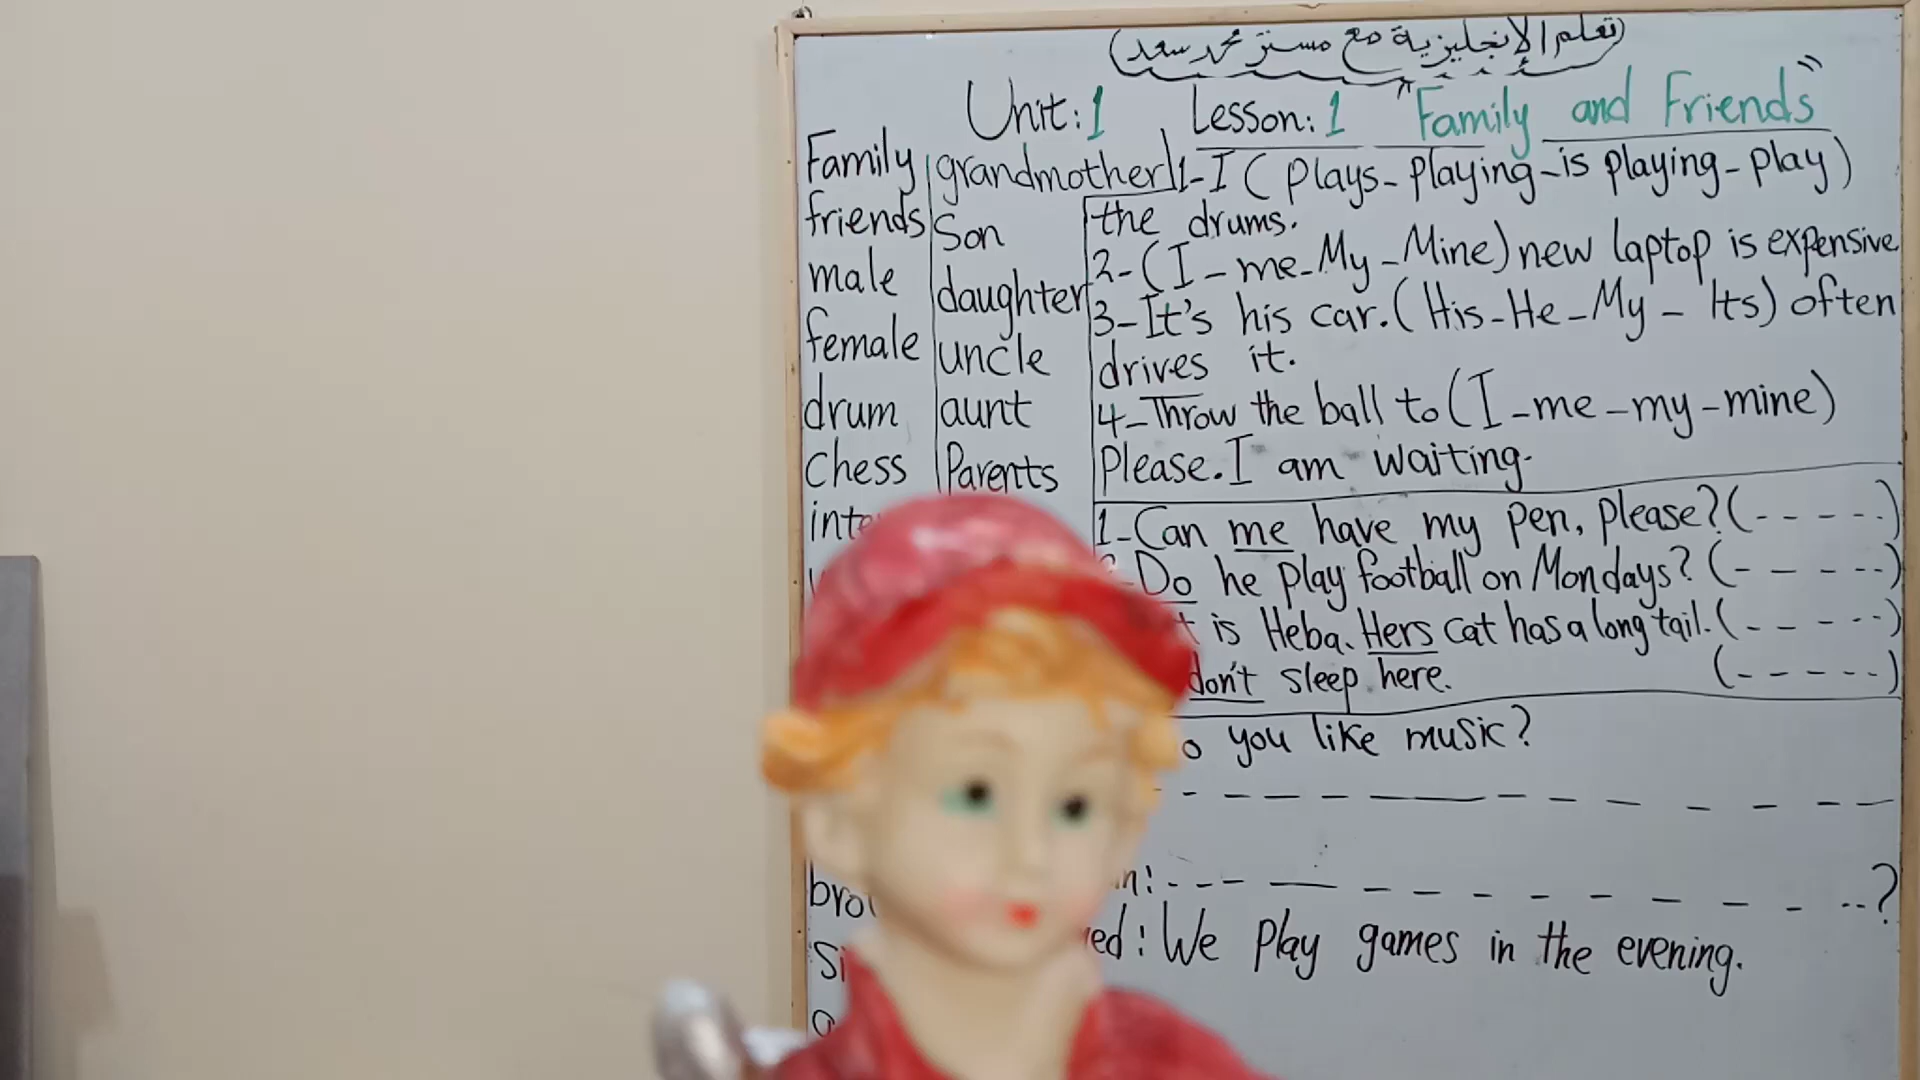 (تعلم الإنجليزية مع مستر محمد سعد)
Unit:1 Lesson:1 "Family and Friends"
Family
friends
male
female
drum
Chess
grandmother
Son
daughter
uncle
aunt
Parents
1-I (Plays-Playing-is playing-play)
the drums.
2-(I-me-My-Mine) new laptop is expensive
3-It's his car. (His-He-My-Its) often
drives it.
4-Throw the ball to (I-me-my-mine)
Please. I am waiting.
1-Can me have my pen, please? (-----)
Do he play football on Mondays? (-----)
is Heba. Hers cat has a long tail. (-----)
don't sleep here. (-----)
you like music?
We Play games in the evening.